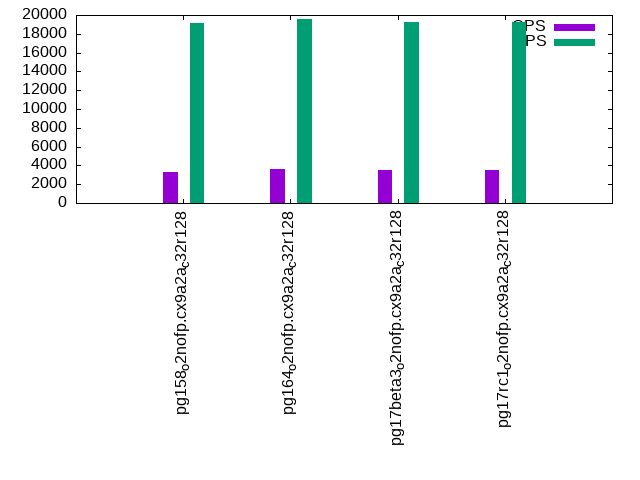 20000
18000
16000
14000
12000
10000
8000
6000
4000
2000
0
PS
PS
pg158o2nofp.cx9a2ac32r128
pg164o2nofp.cx9a2ac32r128
pg17beta3o2nofp.cx9a2ac32r128
pg17rc1o2nofp.cx9a2ac32r128